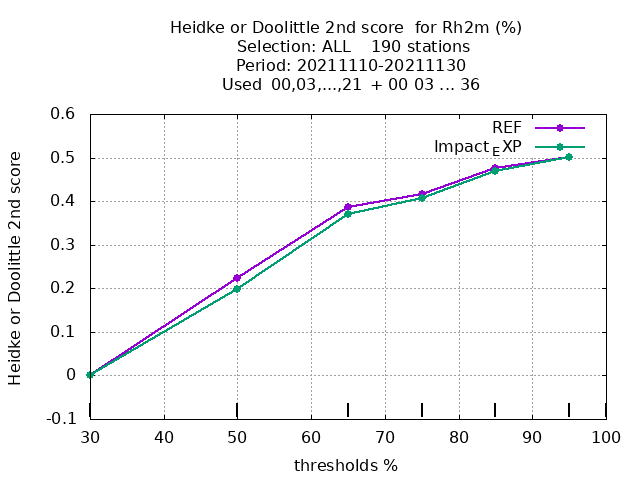 Heidke or Doolittle 2nd score  for Rh2m (%)
Selection: ALL    190 stations
Period: 20211110-20211130
Used  00,03,...,21  + 00 03 ... 36
REF
Impact_EXP
Heidke or Doolittle 2nd score
0.6
0.5
0.4
0.3
0.2
0.1
0
-0.1
30 40 50 60 70 80 90 100
thresholds %